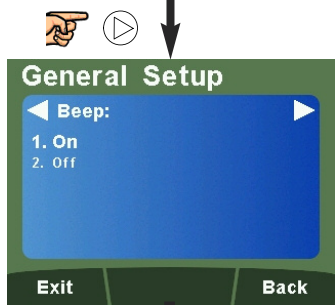 General Setup
Beep:
1. On
2. Off
Exit
Back